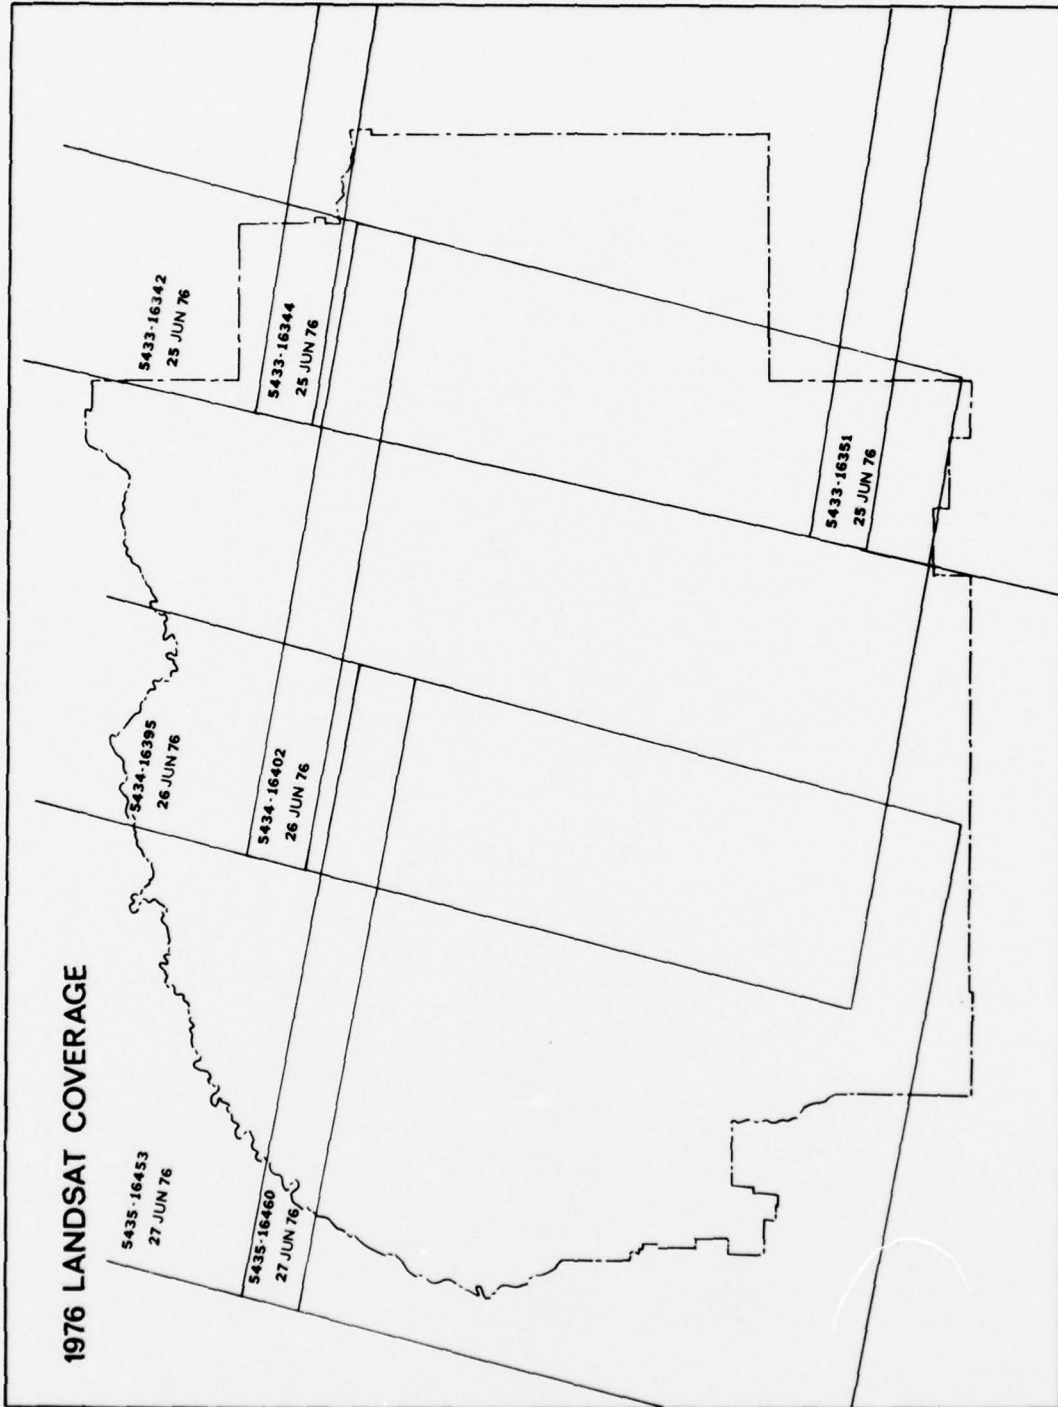 1976 LANDSAT COVERAGE
5435-16453
27 JUN 76
5435-16460
27 JUN 76
5434-16395
26 JUN 76
5434-16402
26 JUN 76
5433-16342
25 JUN 76
5433-16344
25 JUN 76
5433-16351
25 JUN 76